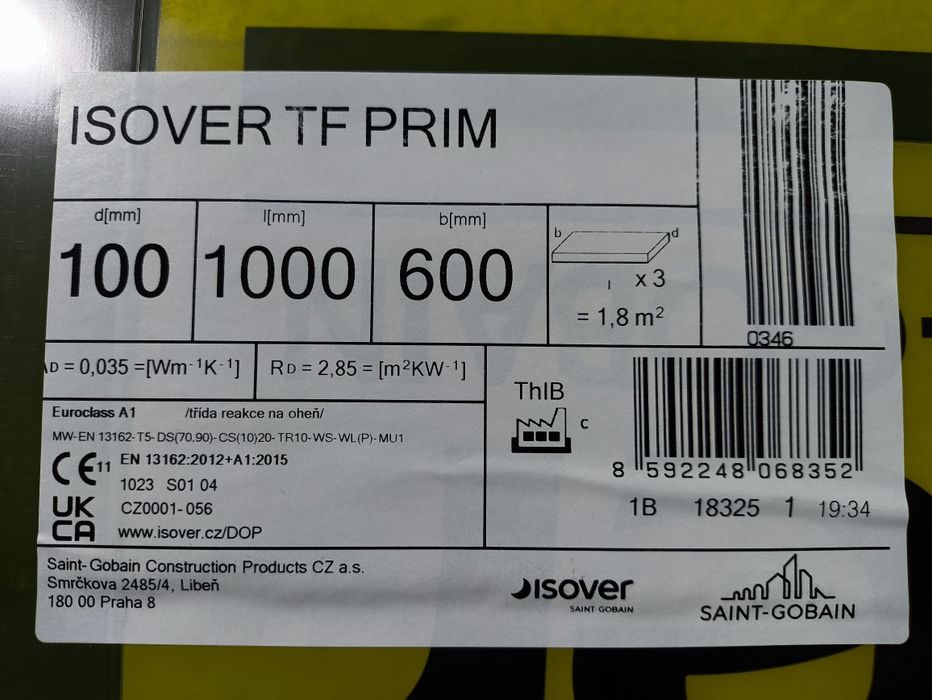 ISOVER TF PRIM
d[mm] l[mm] b[mm]
100 1000 600
b d
l x 3
= 1,8 m²
0346
D = 0,035 =[Wm⁻¹K⁻¹] RD = 2,85 = [m²KW⁻¹]
Euroclass A1 /třída reakce na oheň/
MW-EN 13162-T5-DS(70.90)-CS(10)20-TR10-WS-WL(P)-MU1
CE 11 EN 13162:2012+A1:2015
1023 S01 04
UK CA CZ0001-056
www.isover.cz/DOP
ThIB
c
8 592248 068352
1B 18325 1 19:34
Saint-Gobain Construction Products CZ a.s.
Smrčkova 2485/4, Libeň
180 00 Praha 8
isover
SAINT-GOBAIN
SAINT-GOBAIN